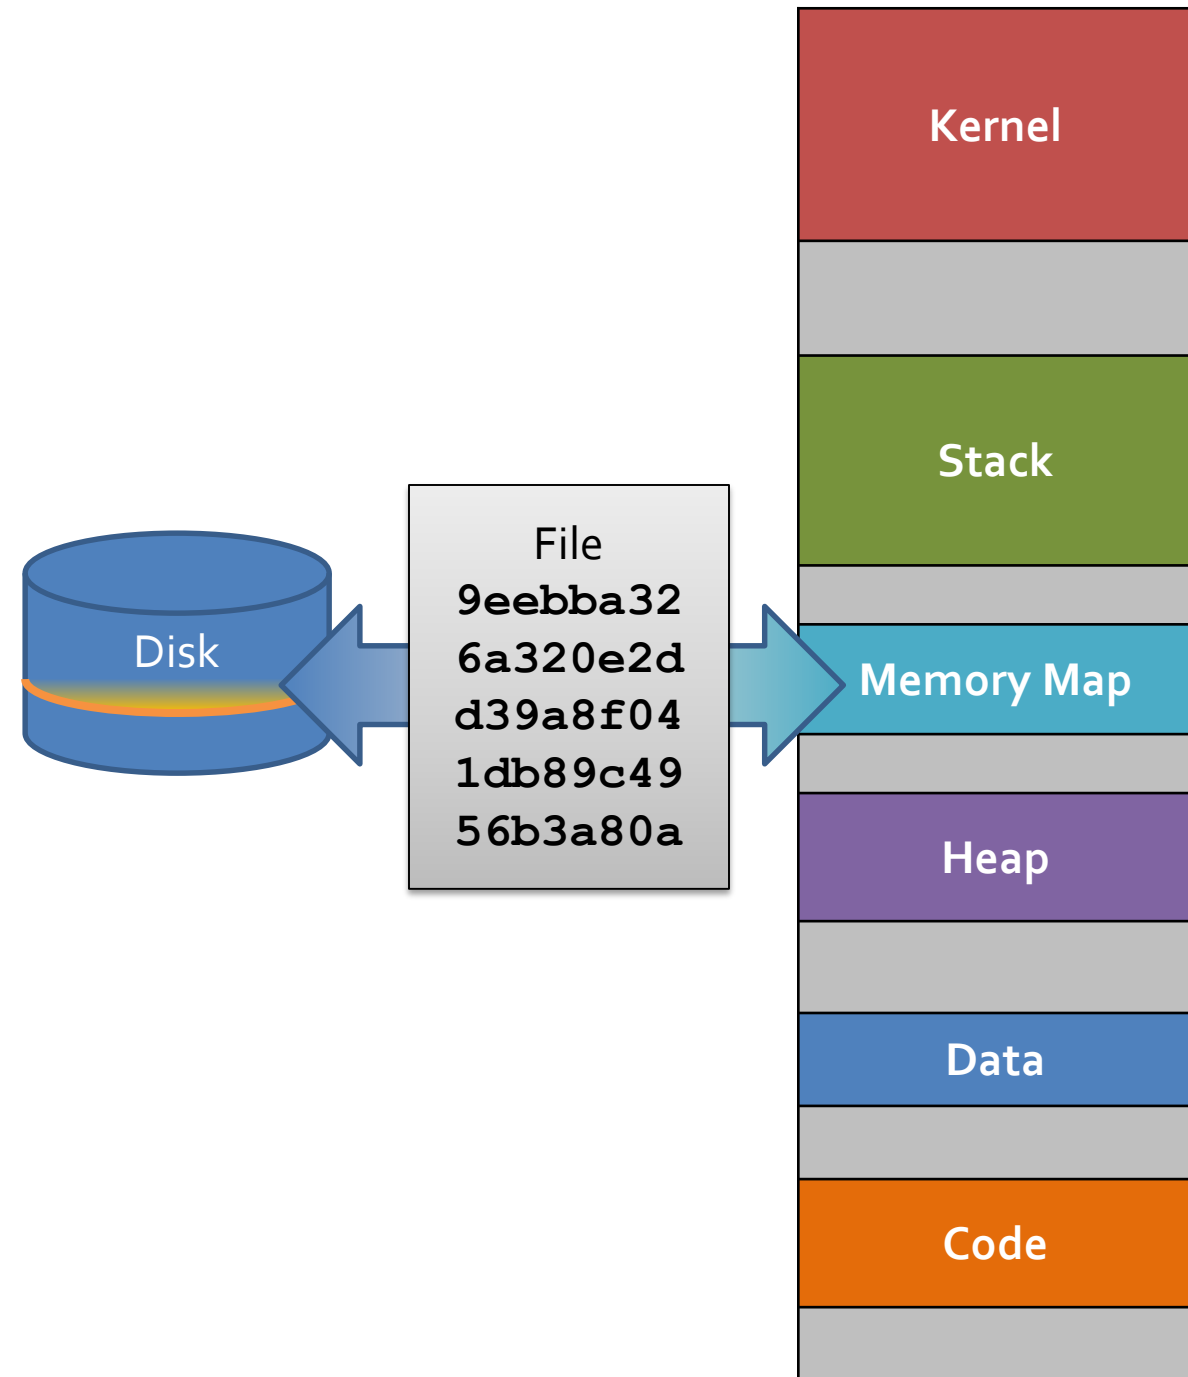 Kernel
Stack
File
9eebba32
6a320e2d
d39a8f04
1db89c49
56b3a80a
Disk
Memory Map
Heap
Data
Code